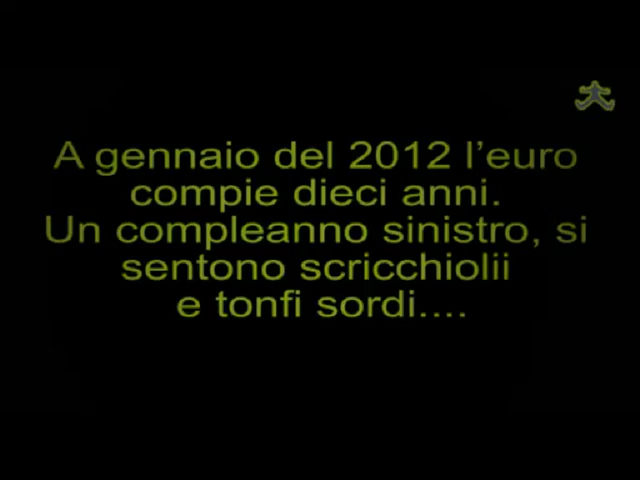 A gennaio del 2012 l’euro
compie dieci anni.
Un compleanno sinistro, si
sentono scricchiolii
e tonfi sordi....